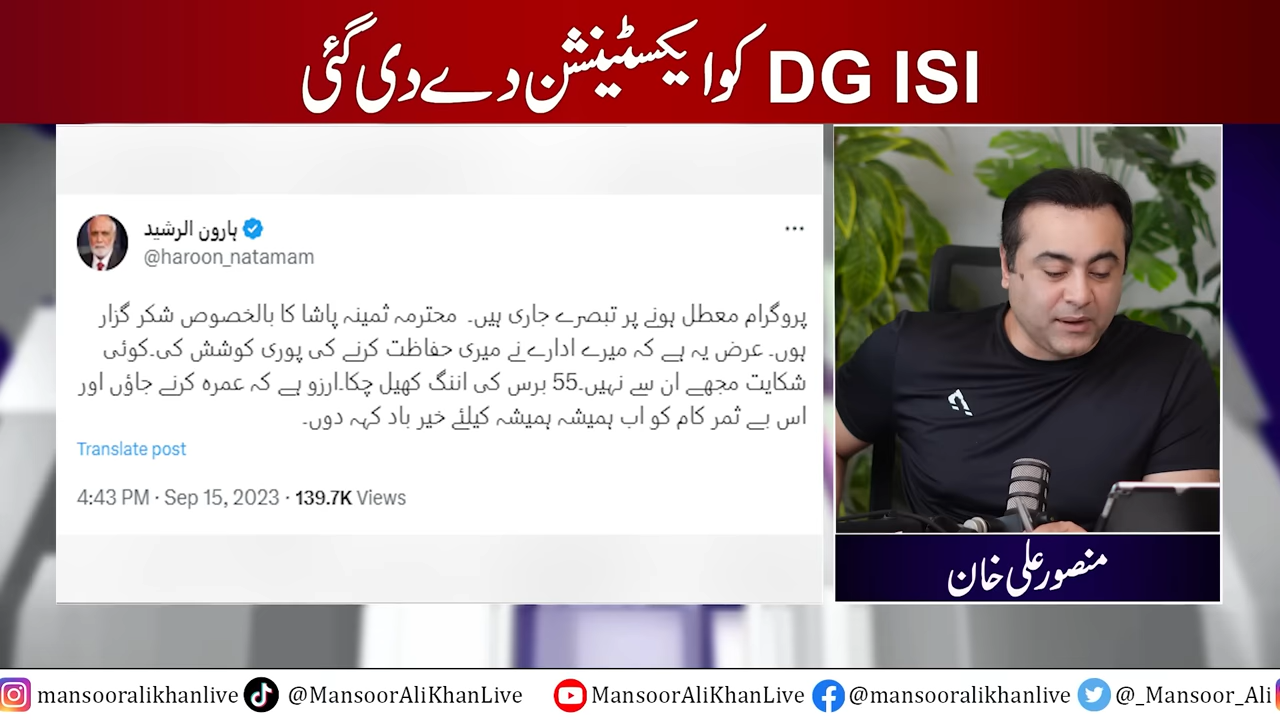 DG ISI کو ایکسٹینشن دے دی گئی
ہارون الرشید
@haroon_natamam
پروگرام معطل ہونے پر تبصرے جاری ہیں۔ محترمہ ثمینہ پاشا کا بالخصوص شکر گزار
ہوں۔ عرض یہ ہے کہ میرے ادارے نے میری حفاظت کرنے کی پوری کوشش کی۔کوئی
شکایت مجھے ان سے نہیں۔55 برس کی اننگ کھیل چکا۔ارزو ہے کہ عمرہ کرنے جاؤں اور
اس بے ثمر کام کو اب ہمیشہ ہمیشہ کیلئے خیر باد کہہ دوں۔
Translate post
4:43 PM · Sep 15, 2023 · 139.7K Views
منصور علی خان
mansooralikhanlive @MansoorAliKhanLive MansoorAliKhanLive @mansooralikhanlive @_Mansoor_Ali